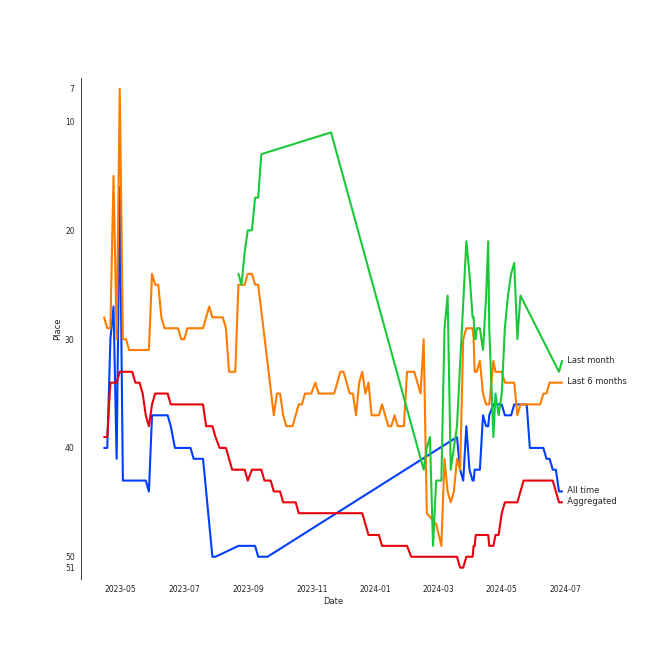 7
10
20
30
40
50
51
Place
2023-05 2023-07 2023-09 2023-11 2024-01 2024-03 2024-05 2024-07
Date
Last month
Last 6 months
All time
Aggregated